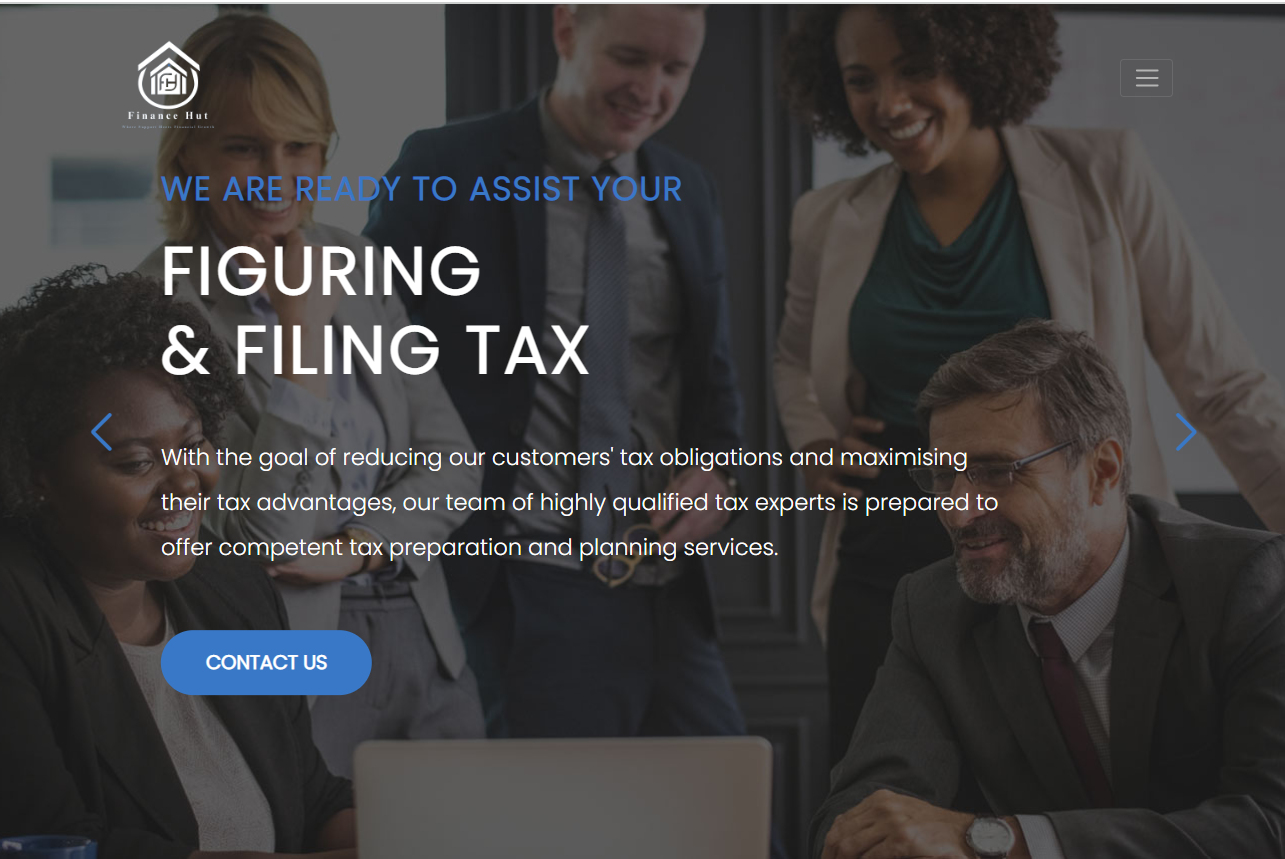 Finance Hut
WE ARE READY TO ASSIST YOUR
FIGURING
& FILING TAX
With the goal of reducing our customers' tax obligations and maximising
their tax advantages, our team of highly qualified tax experts is prepared to
offer competent tax preparation and planning services.
CONTACT US